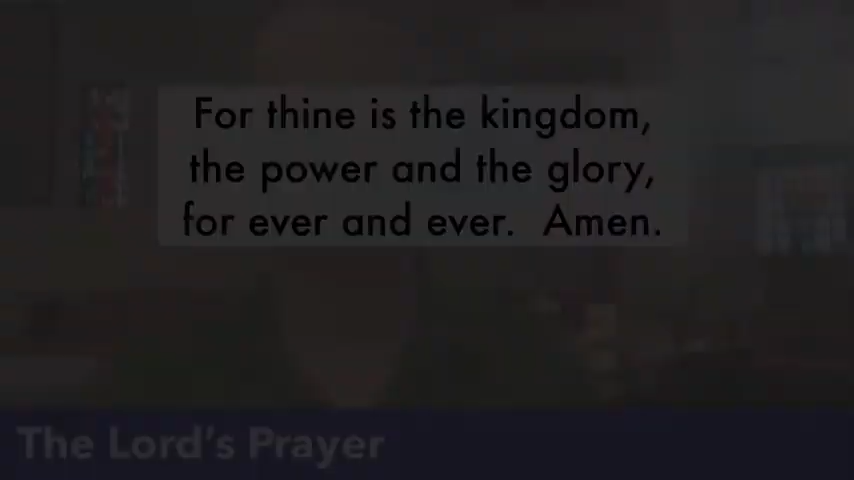 For thine is the kingdom,
the power and the glory,
for ever and ever.  Amen.
The Lord's Prayer